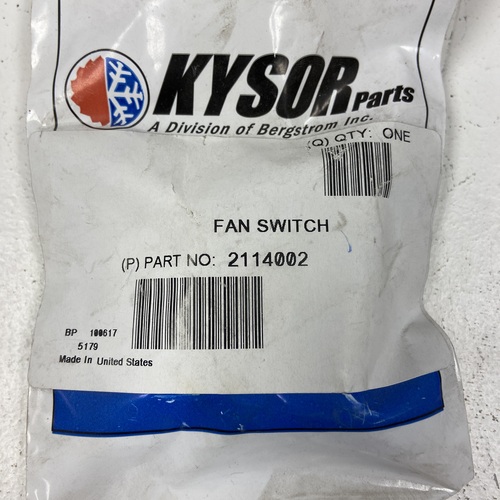 KYSOR Parts
A Division of Bergstrom Inc.
(Q) QTY: ONE
FAN SWITCH
(P) PART NO: 2114002
BP 100617
5179
Made In United States